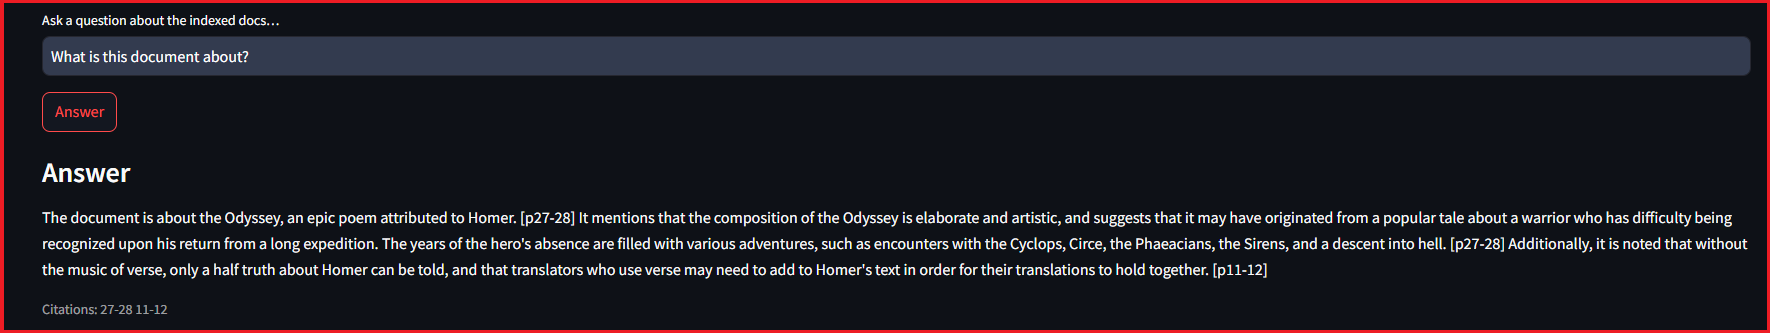 Ask a question about the indexed docs...
What is this document about?
Answer
Answer
The document is about the Odyssey, an epic poem attributed to Homer. [p27-28] It mentions that the composition of the Odyssey is elaborate and artistic, and suggests that it may have originated from a popular tale about a warrior who has difficulty being
recognized upon his return from a long expedition. The years of the hero's absence are filled with various adventures, such as encounters with the Cyclops, Circe, the Phaeacians, the Sirens, and a descent into hell. [p27-28] Additionally, it is noted that without
the music of verse, only a half truth about Homer can be told, and that translators who use verse may need to add to Homer's text in order for their translations to hold together. [p11-12]
Citations: 27-28 11-12